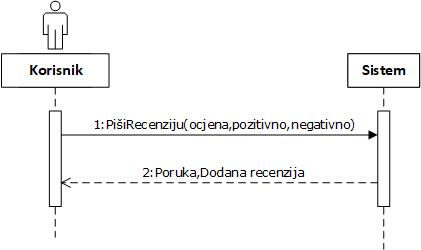 Korisnik
Sistem
1:PišiRecenziju(ocjena,pozitivno,negativno)
2:Poruka,Dodana recenzija